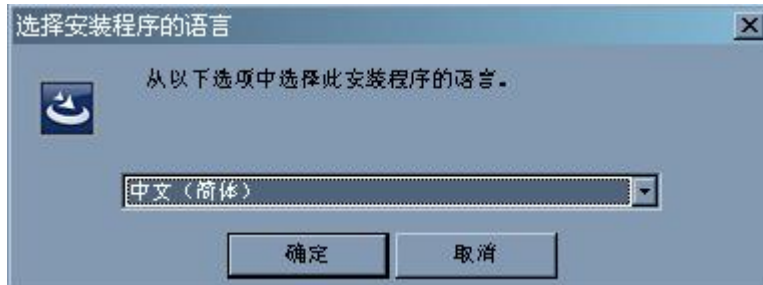 选择安装程序的语言
从以下选项中选择此安装程序的语言。
中文（简体）
确定
取消